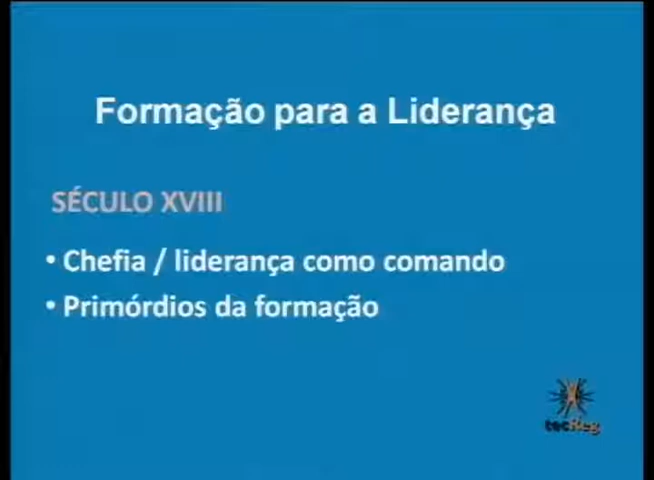 Formação para a Liderança
SÉCULO XVIII
• Chefia / liderança como comando
• Primórdios da formação
tecReg